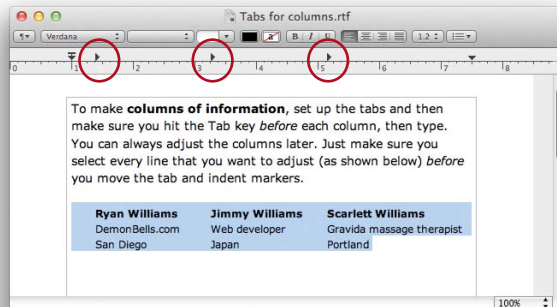 Tabs for columns.rtf
¶ Verdana a B I U 1.2
0 1 2 3 4 5 6 7 8
To make columns of information, set up the tabs and then
make sure you hit the Tab key before each column, then type.
You can always adjust the columns later. Just make sure you
select every line that you want to adjust (as shown below) before
you move the tab and indent markers.
Ryan Williams Jimmy Williams Scarlett Williams
DemonBells.com Web developer Gravida massage therapist
San Diego Japan Portland
100%